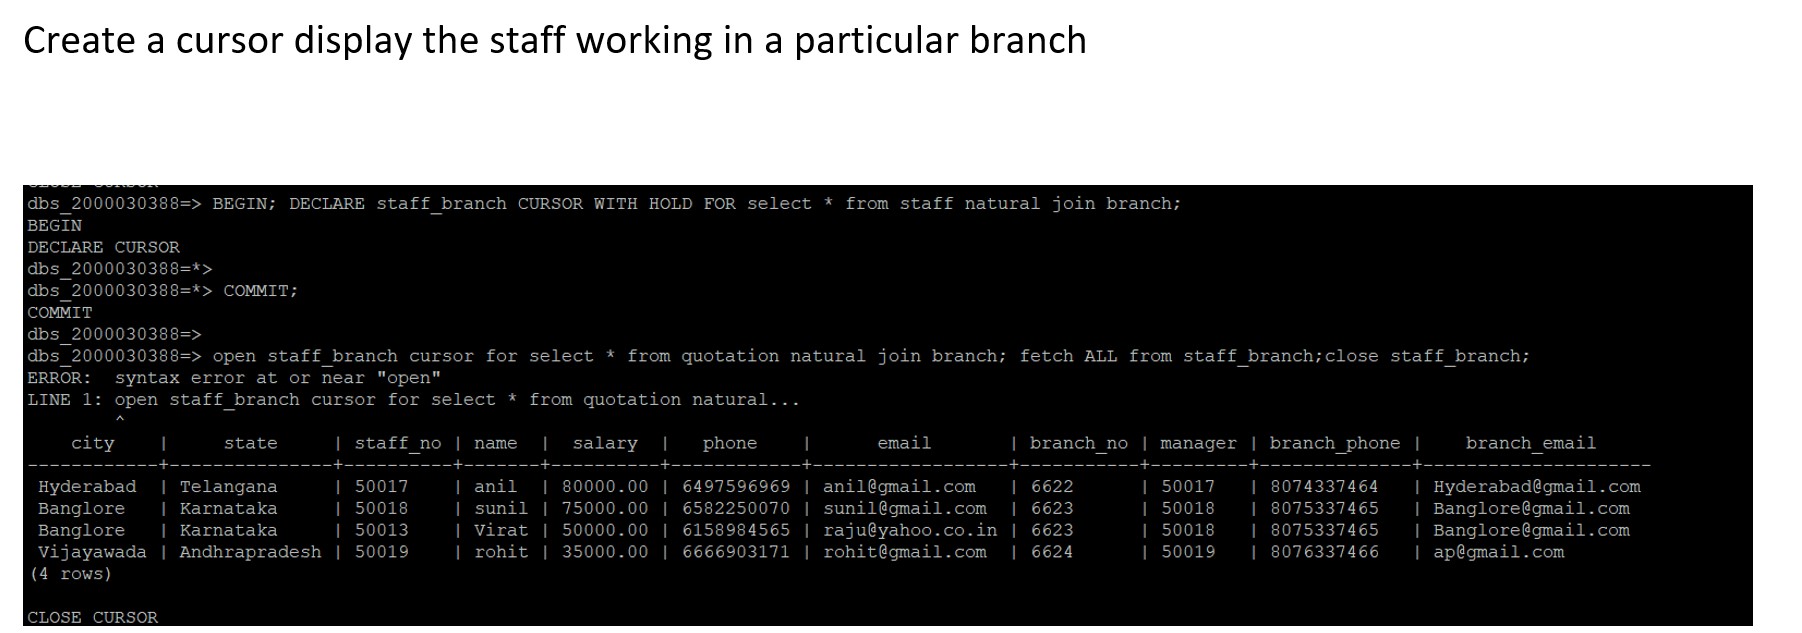 Create a cursor display the staff working in a particular branch
CLOSE CURSOR
dbs_2000030388=> BEGIN; DECLARE staff_branch CURSOR WITH HOLD FOR select * from staff natural join branch;
BEGIN
DECLARE CURSOR
dbs_2000030388=*>
dbs_2000030388=*> COMMIT;
COMMIT
dbs_2000030388=>
dbs_2000030388=> open staff_branch cursor for select * from quotation natural join branch; fetch ALL from staff_branch;close staff_branch;
ERROR:  syntax error at or near "open"
LINE 1: open staff_branch cursor for select * from quotation natural...
        ^
    city    |     state     | staff_no | name  |  salary  |   phone    |      email       | branch_no | manager | branch_phone |    branch_email
------------+---------------+----------+-------+----------+------------+------------------+-----------+---------+--------------+---------------------
 Hyderabad  | Telangana     | 50017    | anil  | 80000.00 | 6497596969 | anil@gmail.com   | 6622      | 50017   | 8074337464   | Hyderabad@gmail.com
 Banglore   | Karnataka     | 50018    | sunil | 75000.00 | 6582250070 | sunil@gmail.com  | 6623      | 50018   | 8075337465   | Banglore@gmail.com
 Banglore   | Karnataka     | 50013    | Virat | 50000.00 | 6158984565 | raju@yahoo.co.in | 6623      | 50018   | 8075337465   | Banglore@gmail.com
 Vijayawada | Andhrapradesh | 50019    | rohit | 35000.00 | 6666903171 | rohit@gmail.com  | 6624      | 50019   | 8076337466   | ap@gmail.com
(4 rows)
CLOSE CURSOR